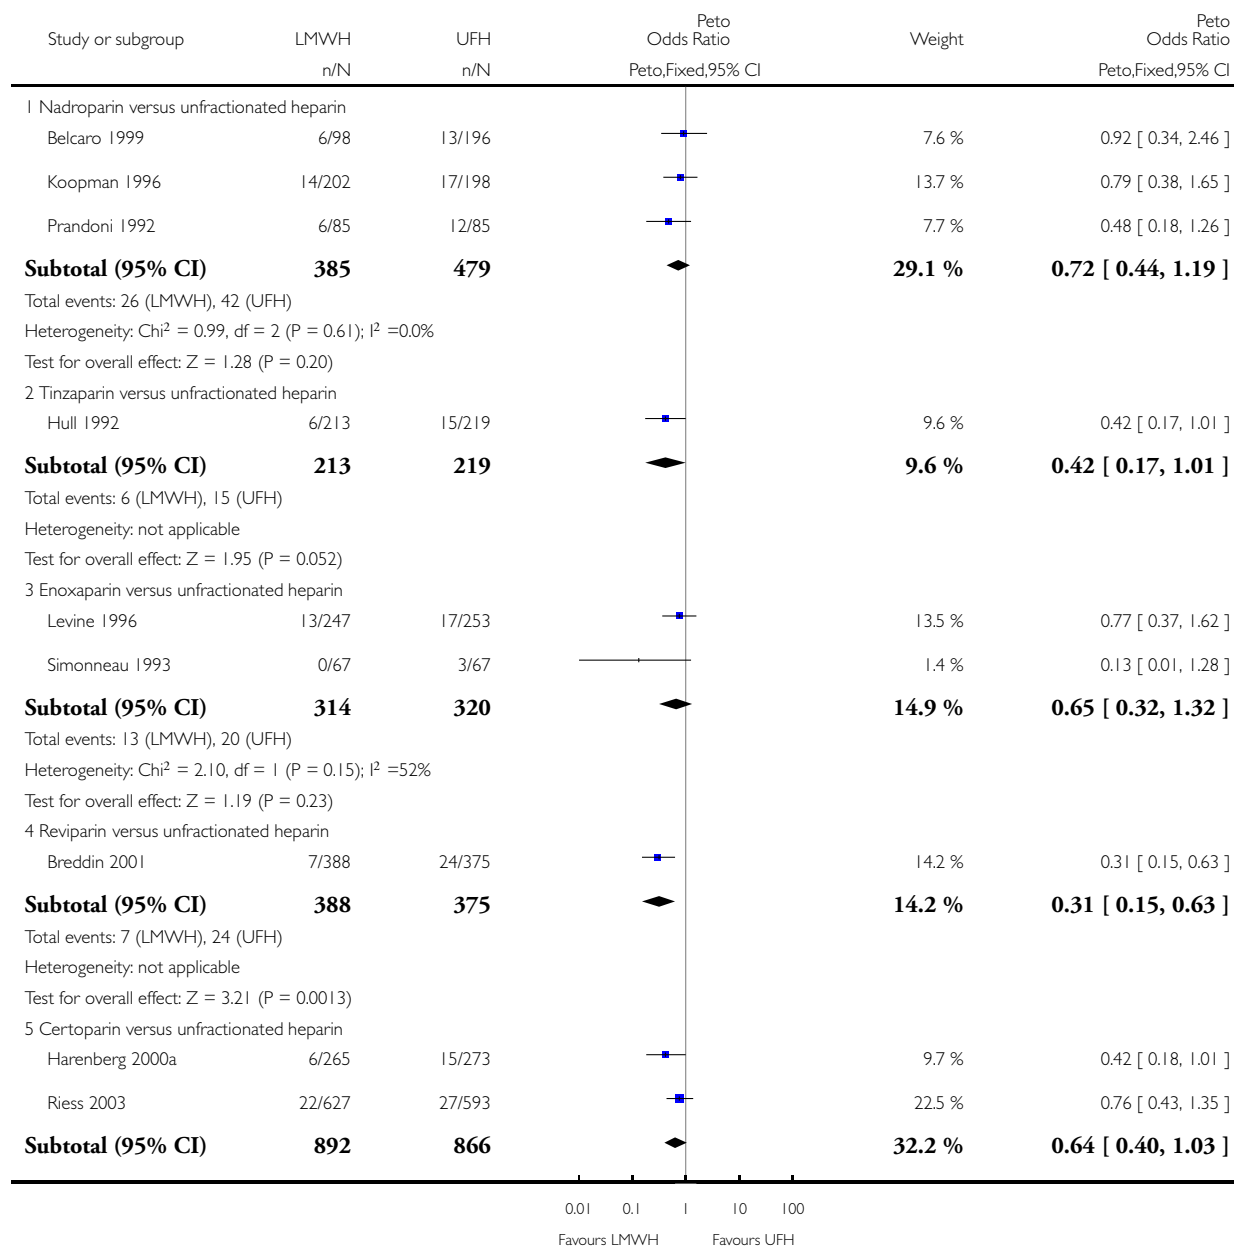 Peto Peto
Study or subgroup LMWH UFH Odds Ratio Weight Odds Ratio
n/N n/N Peto,Fixed,95% CI Peto,Fixed,95% CI
1 Nadroparin versus unfractionated heparin
Belcaro 1999 6/98 13/196 7.6 % 0.92 [ 0.34, 2.46 ]
Koopman 1996 14/202 17/198 13.7 % 0.79 [ 0.38, 1.65 ]
Prandoni 1992 6/85 12/85 7.7 % 0.48 [ 0.18, 1.26 ]
Subtotal (95% CI) 385 479 29.1 % 0.72 [ 0.44, 1.19 ]
Total events: 26 (LMWH), 42 (UFH)
Heterogeneity: Chi² = 0.99, df = 2 (P = 0.61); I² =0.0%
Test for overall effect: Z = 1.28 (P = 0.20)
2 Tinzaparin versus unfractionated heparin
Hull 1992 6/213 15/219 9.6 % 0.42 [ 0.17, 1.01 ]
Subtotal (95% CI) 213 219 9.6 % 0.42 [ 0.17, 1.01 ]
Total events: 6 (LMWH), 15 (UFH)
Heterogeneity: not applicable
Test for overall effect: Z = 1.95 (P = 0.052)
3 Enoxaparin versus unfractionated heparin
Levine 1996 13/247 17/253 13.5 % 0.77 [ 0.37, 1.62 ]
Simonneau 1993 0/67 3/67 1.4 % 0.13 [ 0.01, 1.28 ]
Subtotal (95% CI) 314 320 14.9 % 0.65 [ 0.32, 1.32 ]
Total events: 13 (LMWH), 20 (UFH)
Heterogeneity: Chi² = 2.10, df = 1 (P = 0.15); I² =52%
Test for overall effect: Z = 1.19 (P = 0.23)
4 Reviparin versus unfractionated heparin
Breddin 2001 7/388 24/375 14.2 % 0.31 [ 0.15, 0.63 ]
Subtotal (95% CI) 388 375 14.2 % 0.31 [ 0.15, 0.63 ]
Total events: 7 (LMWH), 24 (UFH)
Heterogeneity: not applicable
Test for overall effect: Z = 3.21 (P = 0.0013)
5 Certoparin versus unfractionated heparin
Harenberg 2000a 6/265 15/273 9.7 % 0.42 [ 0.18, 1.01 ]
Riess 2003 22/627 27/593 22.5 % 0.76 [ 0.43, 1.35 ]
Subtotal (95% CI) 892 866 32.2 % 0.64 [ 0.40, 1.03 ]
0.01 0.1 1 10 100
Favours LMWH Favours UFH